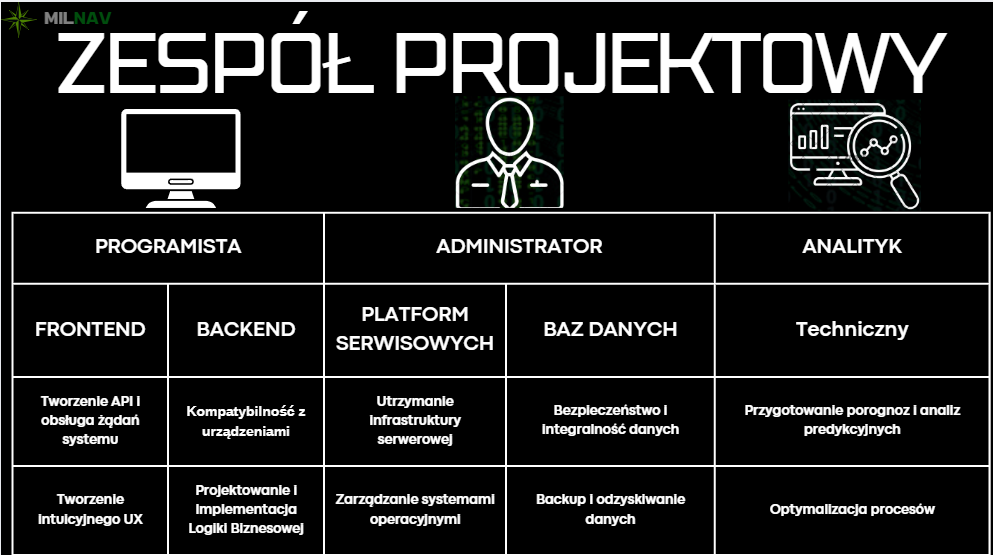 MILNAV
ZESPÓŁ PROJEKTOWY
PROGRAMISTA
ADMINISTRATOR
ANALITYK
FRONTEND
BACKEND
PLATFORM
SERWISOWYCH
BAZ DANYCH
Techniczny
Tworzenie API i
obsługa żądań
systemu
Kompatybilność z
urządzeniami
Utrzymanie
infrastruktury
serwerowej
Bezpieczeństwo i
integralność danych
Przygotowanie porognoz i analiz
predykcyjnych
Tworzenie
intuicyjnego UX
Projektowanie i
implementacja
Logiki Biznesowej
Zarządzanie systemami
operacyjnymi
Backup i odzyskiwanie
danych
Optymalizacja procesów